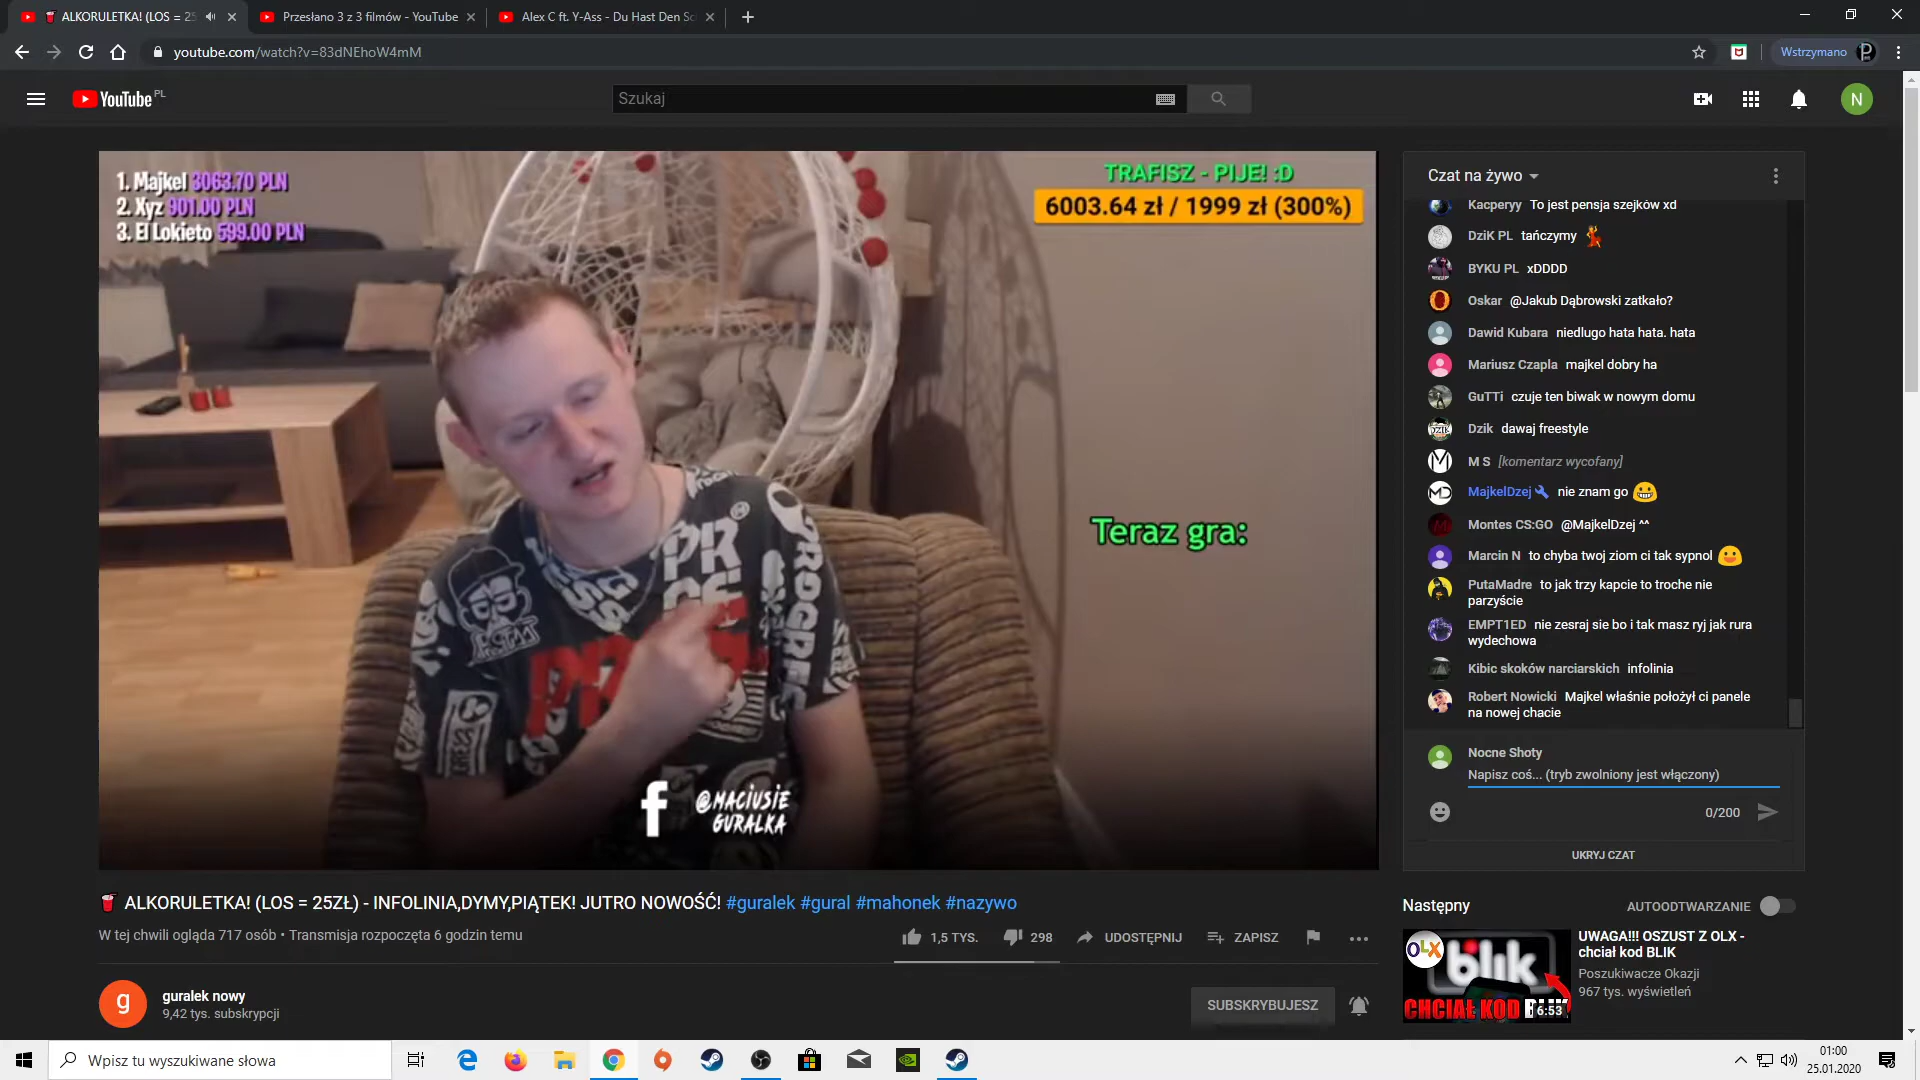 ALKORULETKA! (LOS = 25
Przesłano 3 z 3 filmów - YouTube
Alex C ft. Y-Ass - Du Hast Den Sc
youtube.com/watch?v=83dNEhoW4mM
Wstrzymano
YouTube PL
Szukaj
N
1. Majkel 3063.70 PLN
2. Xyz 901.00 PLN
3. El Lokieto 599.00 PLN
TRAFISZ - PIJE! :D
6003.64 zł / 1999 zł (300%)
Teraz gra:
@MACIUSIE
GURALKA
Czat na żywo
Kacperyy To jest pensja szejków xd
DziK PL tańczymy
BYKU PL xDDDD
Oskar @Jakub Dąbrowski zatkało?
Dawid Kubara niedlugo hata hata. hata
Mariusz Czapla majkel dobry ha
GuTTi czuje ten biwak w nowym domu
Dzik dawaj freestyle
M S [komentarz wycofany]
MajkelDzej nie znam go
Montes CS:GO @MajkelDzej ^^
Marcin N to chyba twoj ziom ci tak sypnol
PutaMadre to jak trzy kapcie to troche nie
parzyście
EMPT1ED nie zesraj sie bo i tak masz ryj jak rura
wydechowa
Kibic skoków narciarskich infolinia
Robert Nowicki Majkel właśnie położył ci panele
na nowej chacie
Nocne Shoty
Napisz coś... (tryb zwolniony jest włączony)
0/200
UKRYJ CZAT
ALKORULETKA! (LOS = 25ZŁ) - INFOLINIA,DYMY,PIĄTEK! JUTRO NOWOŚĆ! #guralek #gural #mahonek #nazywo
W tej chwili ogląda 717 osób • Transmisja rozpoczęta 6 godzin temu
1,5 TYS.
298
UDOSTĘPNIJ
ZAPISZ
g
guralek nowy
9,42 tys. subskrypcji
SUBSKRYBUJESZ
Następny
AUTOODTWARZANIE
OLX
blik
CHCIAŁ KOD
6:53
UWAGA!!! OSZUST Z OLX -
chciał kod BLIK
Poszukiwacze Okazji
967 tys. wyświetleń
Wpisz tu wyszukiwane słowa
01:00
25.01.2020